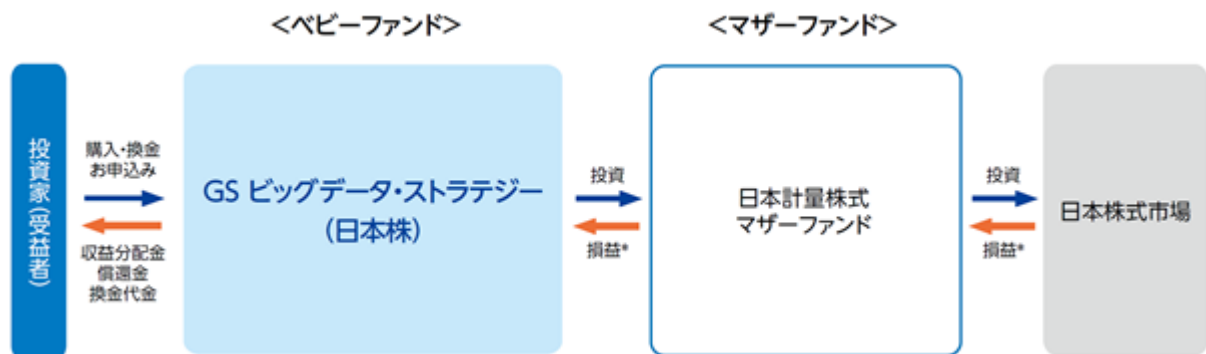 <ベビーファンド>
<マザーファンド>
投資家(受益者)
購入・換金
お申込み
収益分配金
償還金
換金代金
GS ビッグデータ・ストラテジー
(日本株)
投資
損益*
日本計量株式
マザーファンド
投資
損益*
日本株式市場